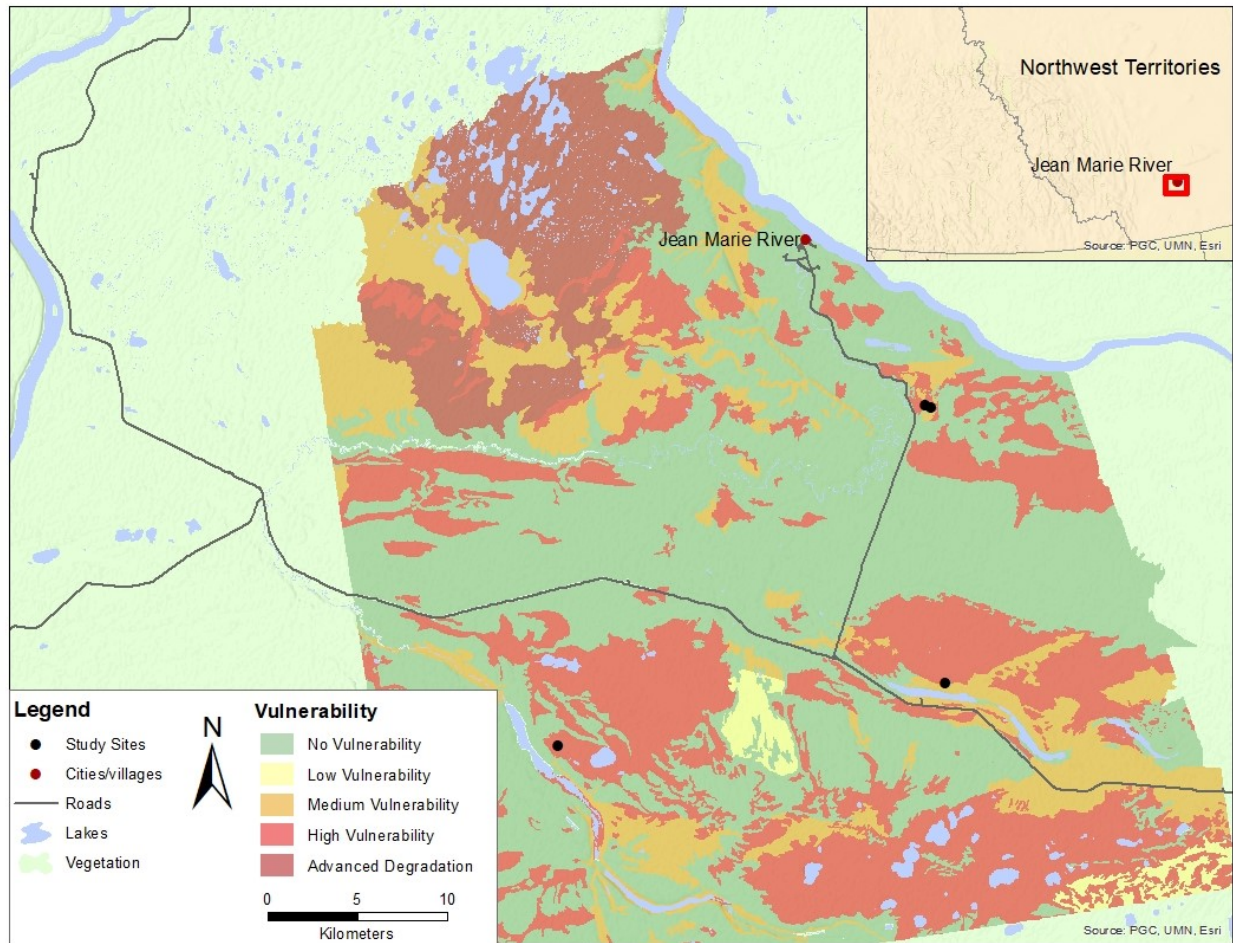 Northwest Territories
Jean Marie River
Source: PGC, UMN, Esri
Jean Marie River
Legend
Study Sites
Cities/villages
Roads
Lakes
Vegetation
N
Vulnerability
No Vulnerability
Low Vulnerability
Medium Vulnerability
High Vulnerability
Advanced Degradation
0 5 10
Kilometers
Source: PGC, UMN, Esri